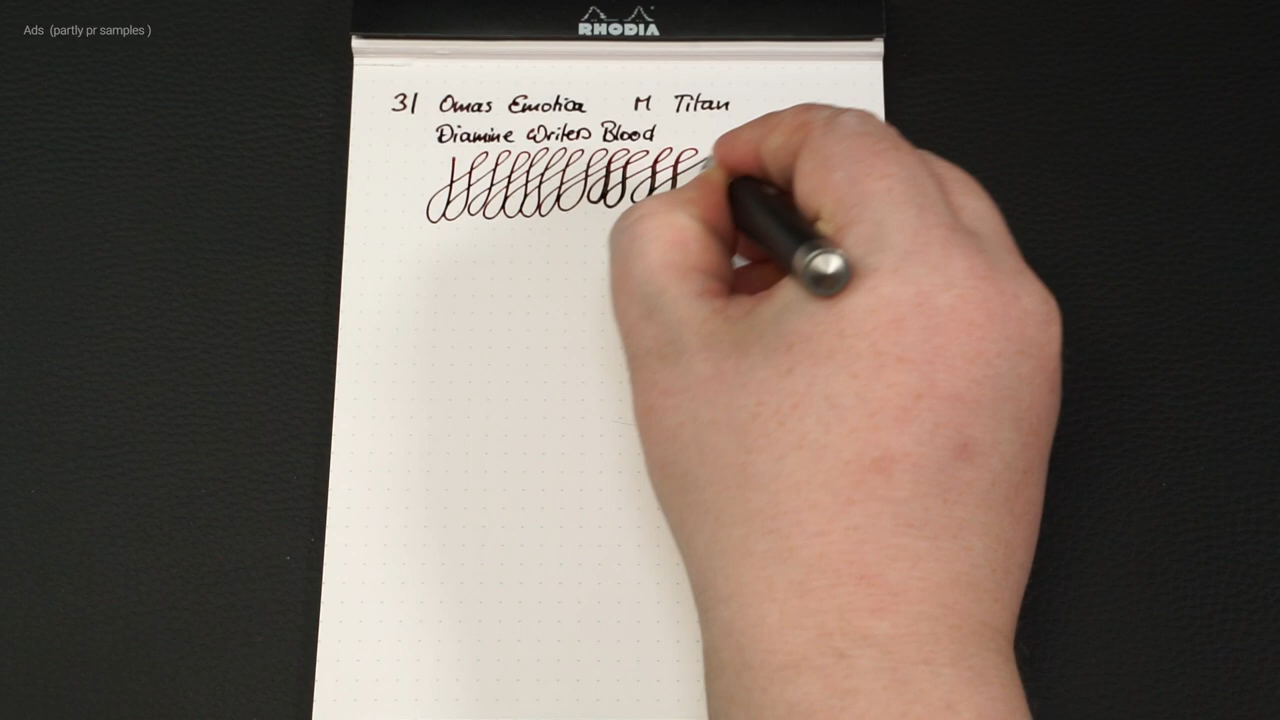 Ads (partly pr samples )
RHODIA
31 Omas Emotica M Titan
Diamine Writers Blood